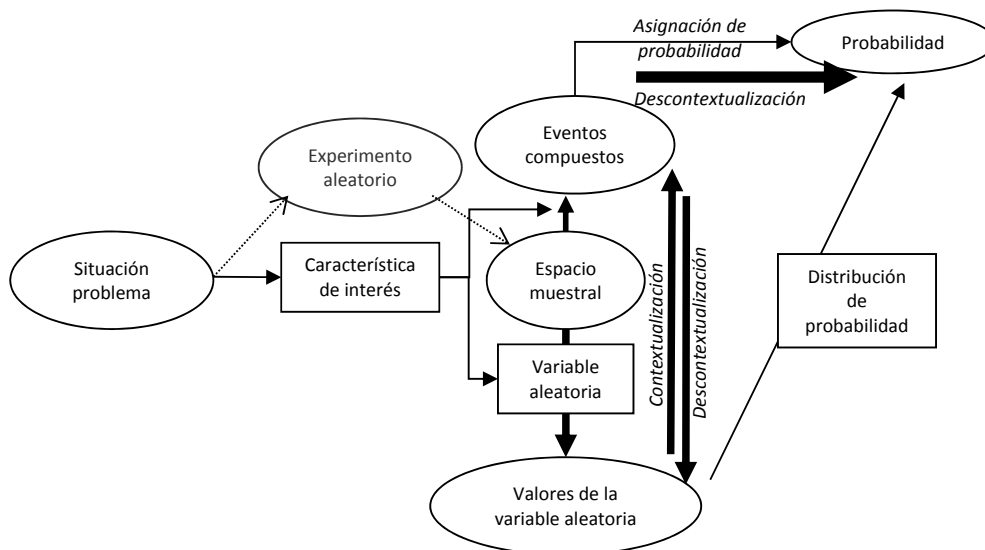 Asignación de
probabilidad
Probabilidad
Descontextualización
Eventos
compuestos
Experimento
aleatorio
Situación
problema
Característica
de interés
Espacio
muestral
Contextualización
Descontextualización
Distribución
de
probabilidad
Variable
aleatoria
Valores de la
variable aleatoria